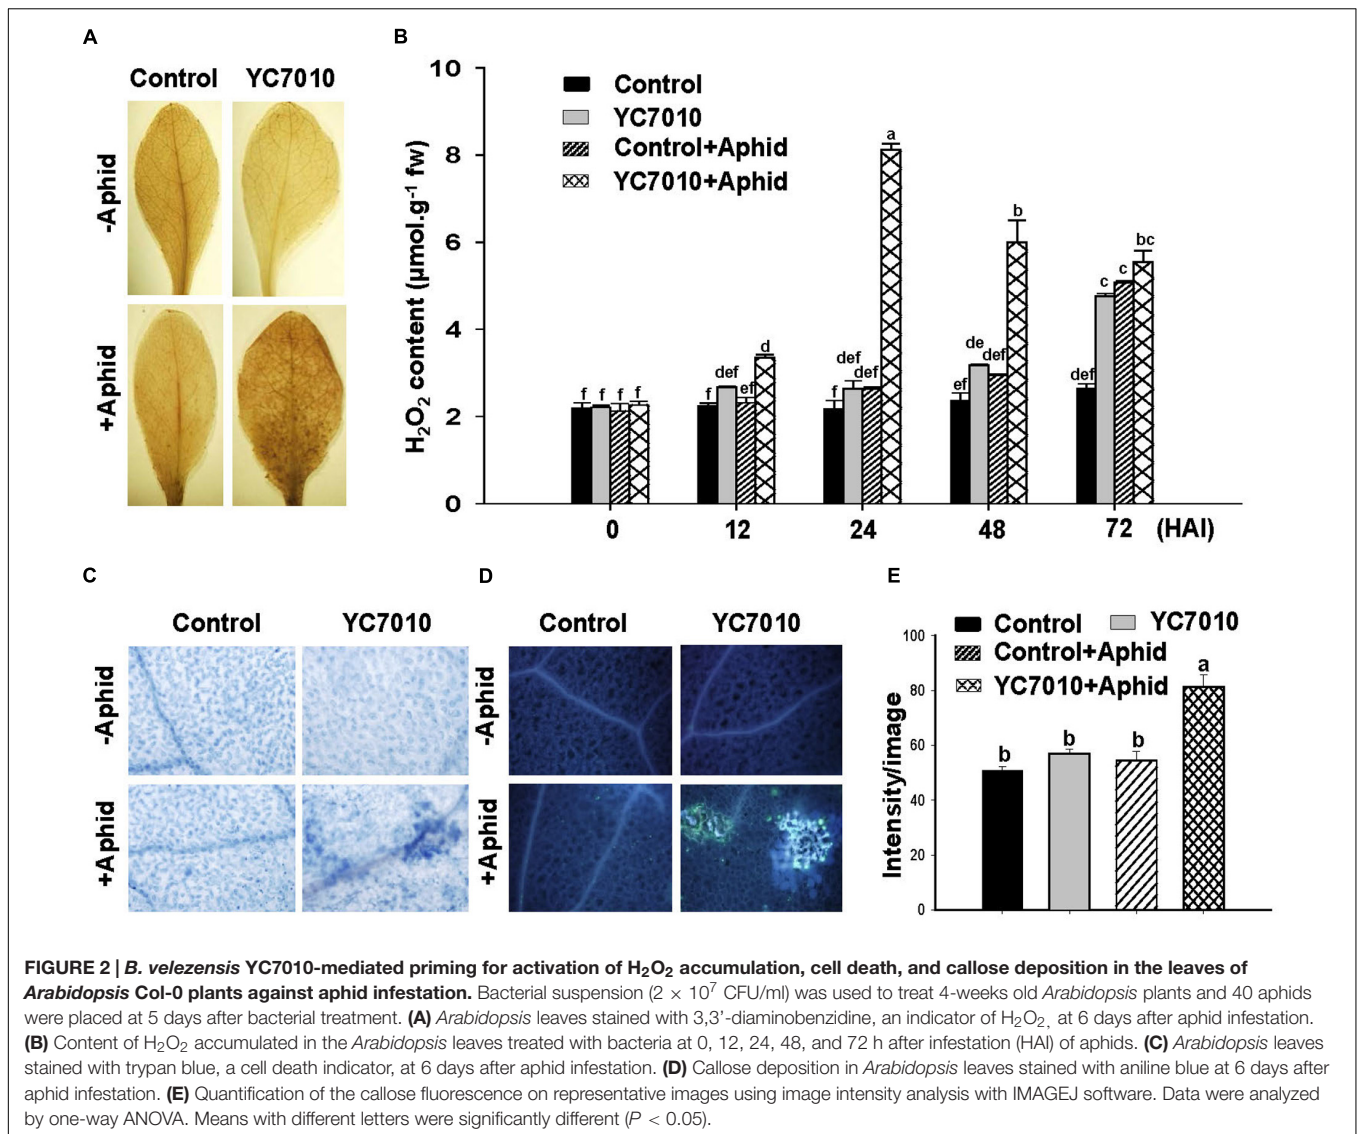 A
Control YC7010
-Aphid
+Aphid
B
H₂O₂ content (µmol.g⁻¹ fw)
10
8
6
4
2
0
Control
YC7010
Control+Aphid
YC7010+Aphid
f f f f
f def ef d
f def def a
ef de def b
def c c bc
0 12 24 48 72 (HAI)
C
Control YC7010
-Aphid
+Aphid
D
Control YC7010
-Aphid
+Aphid
E
Intensity/image
100
80
60
40
20
0
Control YC7010
Control+Aphid
YC7010+Aphid
b b b a
FIGURE 2 | B. velezensis YC7010-mediated priming for activation of H₂O₂ accumulation, cell death, and callose deposition in the leaves of
Arabidopsis Col-0 plants against aphid infestation. Bacterial suspension (2 × 10⁷ CFU/ml) was used to treat 4-weeks old Arabidopsis plants and 40 aphids
were placed at 5 days after bacterial treatment. (A) Arabidopsis leaves stained with 3,3'-diaminobenzidine, an indicator of H₂O₂, at 6 days after aphid infestation.
(B) Content of H₂O₂ accumulated in the Arabidopsis leaves treated with bacteria at 0, 12, 24, 48, and 72 h after infestation (HAI) of aphids. (C) Arabidopsis leaves
stained with trypan blue, a cell death indicator, at 6 days after aphid infestation. (D) Callose deposition in Arabidopsis leaves stained with aniline blue at 6 days after
aphid infestation. (E) Quantification of the callose fluorescence on representative images using image intensity analysis with IMAGEJ software. Data were analyzed
by one-way ANOVA. Means with different letters were significantly different (P < 0.05).